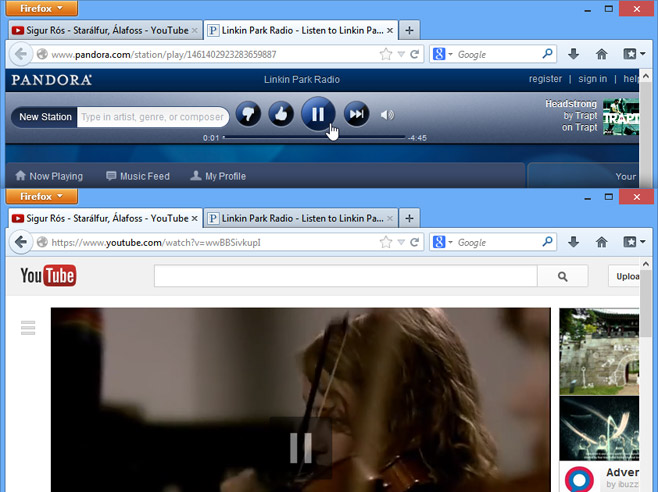 Firefox
Sigur Rós - Starálfur, Álafoss - YouTube
Linkin Park Radio - Listen to Linkin Pa...
www.pandora.com/station/play/1461402923283659887
Google
PANDORA
Linkin Park Radio
register | sign in | help
New Station
Type in artist, genre, or composer
Headstrong
by Trapt
on Trapt
TRAPT
0:01
-4:45
Now Playing
Music Feed
My Profile
Your
Firefox
Sigur Rós - Starálfur, Álafoss - YouTube
Linkin Park Radio - Listen to Linkin Pa...
https://www.youtube.com/watch?v=wwBBSivkupI
Google
YouTube
Uploa
Adver
by ibuzz